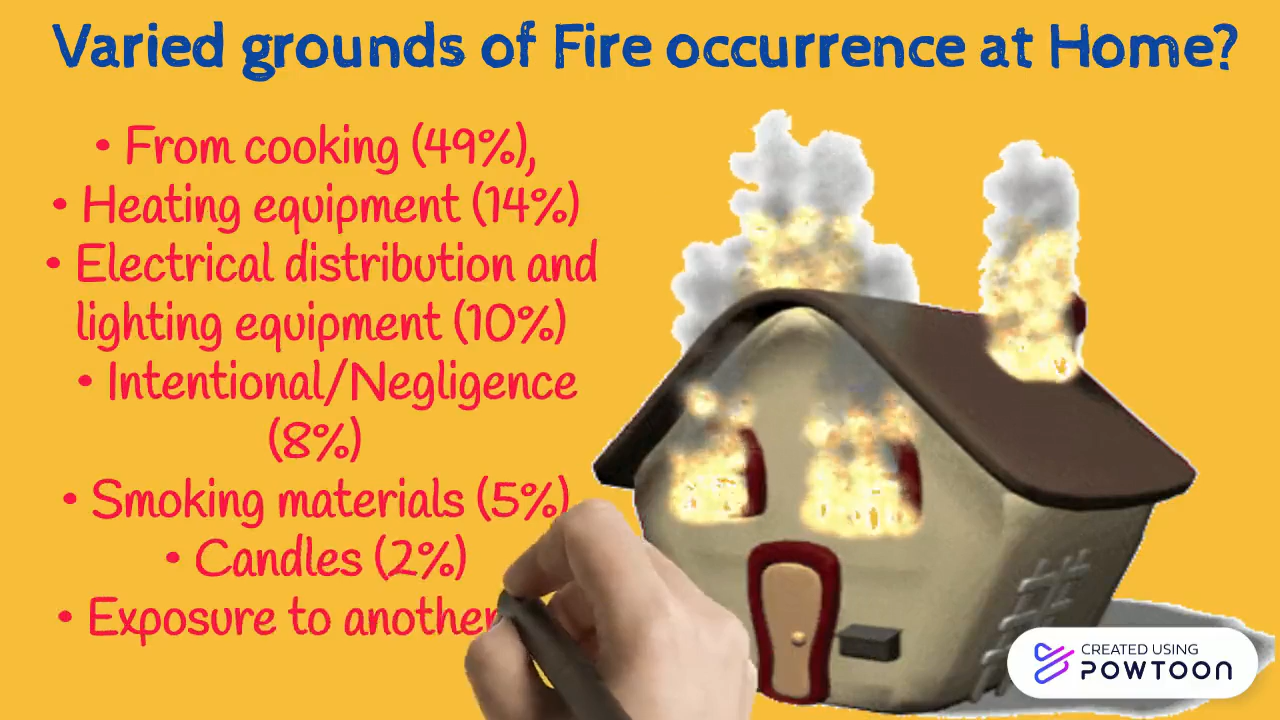 Varied grounds of Fire occurrence at Home?
• From cooking (49%),
• Heating equipment (14%)
• Electrical distribution and
lighting equipment (10%)
• Intentional/Negligence
(8%)
• Smoking materials (5%)
• Candles (2%)
• Exposure to another
CREATED USING
POWTOON